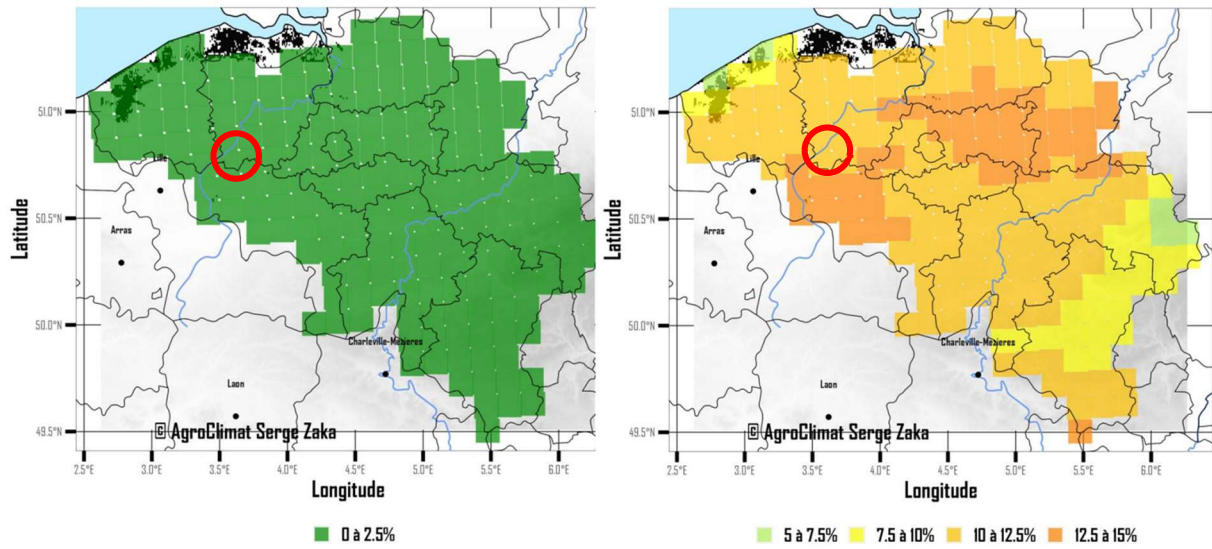 Latitude
51.0°N
50.5°N
50.0°N
49.5°N
Lille
Arras
Charleville-Mézieres
Laon
© AgroClimat Serge Zaka
2.5°E 3.0°E 3.5°E 4.0°E 4.5°E 5.0°E 5.5°E 6.0°E
Longitude
0 à 2.5%
Latitude
51.0°N
50.5°N
50.0°N
49.5°N
Lille
Arras
Charleville-Mézieres
Laon
© AgroClimat Serge Zaka
2.5°E 3.0°E 3.5°E 4.0°E 4.5°E 5.0°E 5.5°E 6.0°E
Longitude
5 à 7.5% 7.5 à 10% 10 à 12.5% 12.5 à 15%